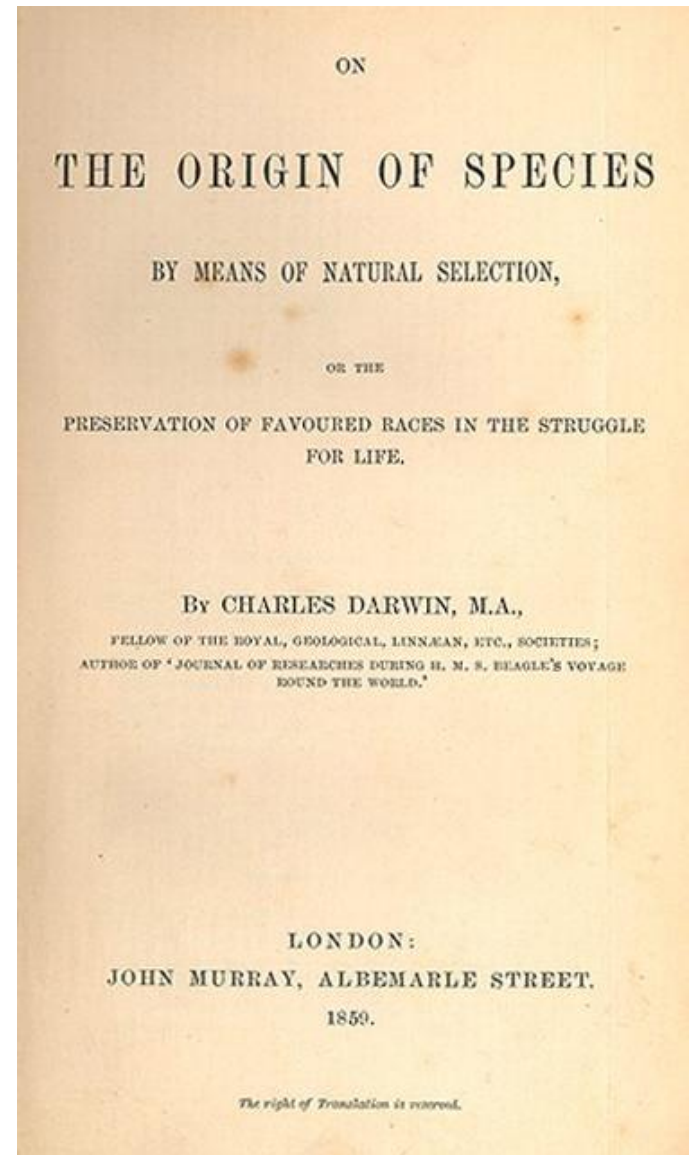 ON
THE ORIGIN OF SPECIES
BY MEANS OF NATURAL SELECTION,
OR THE
PRESERVATION OF FAVOURED RACES IN THE STRUGGLE
FOR LIFE.
BY CHARLES DARWIN, M.A.,
FELLOW OF THE ROYAL, GEOLOGICAL, LINNÆAN, ETC., SOCIETIES;
AUTHOR OF ‘JOURNAL OF RESEARCHES DURING H. M. S. BEAGLE’S VOYAGE
ROUND THE WORLD.’
LONDON:
JOHN MURRAY, ALBEMARLE STREET.
1859.
The right of Translation is reserved.